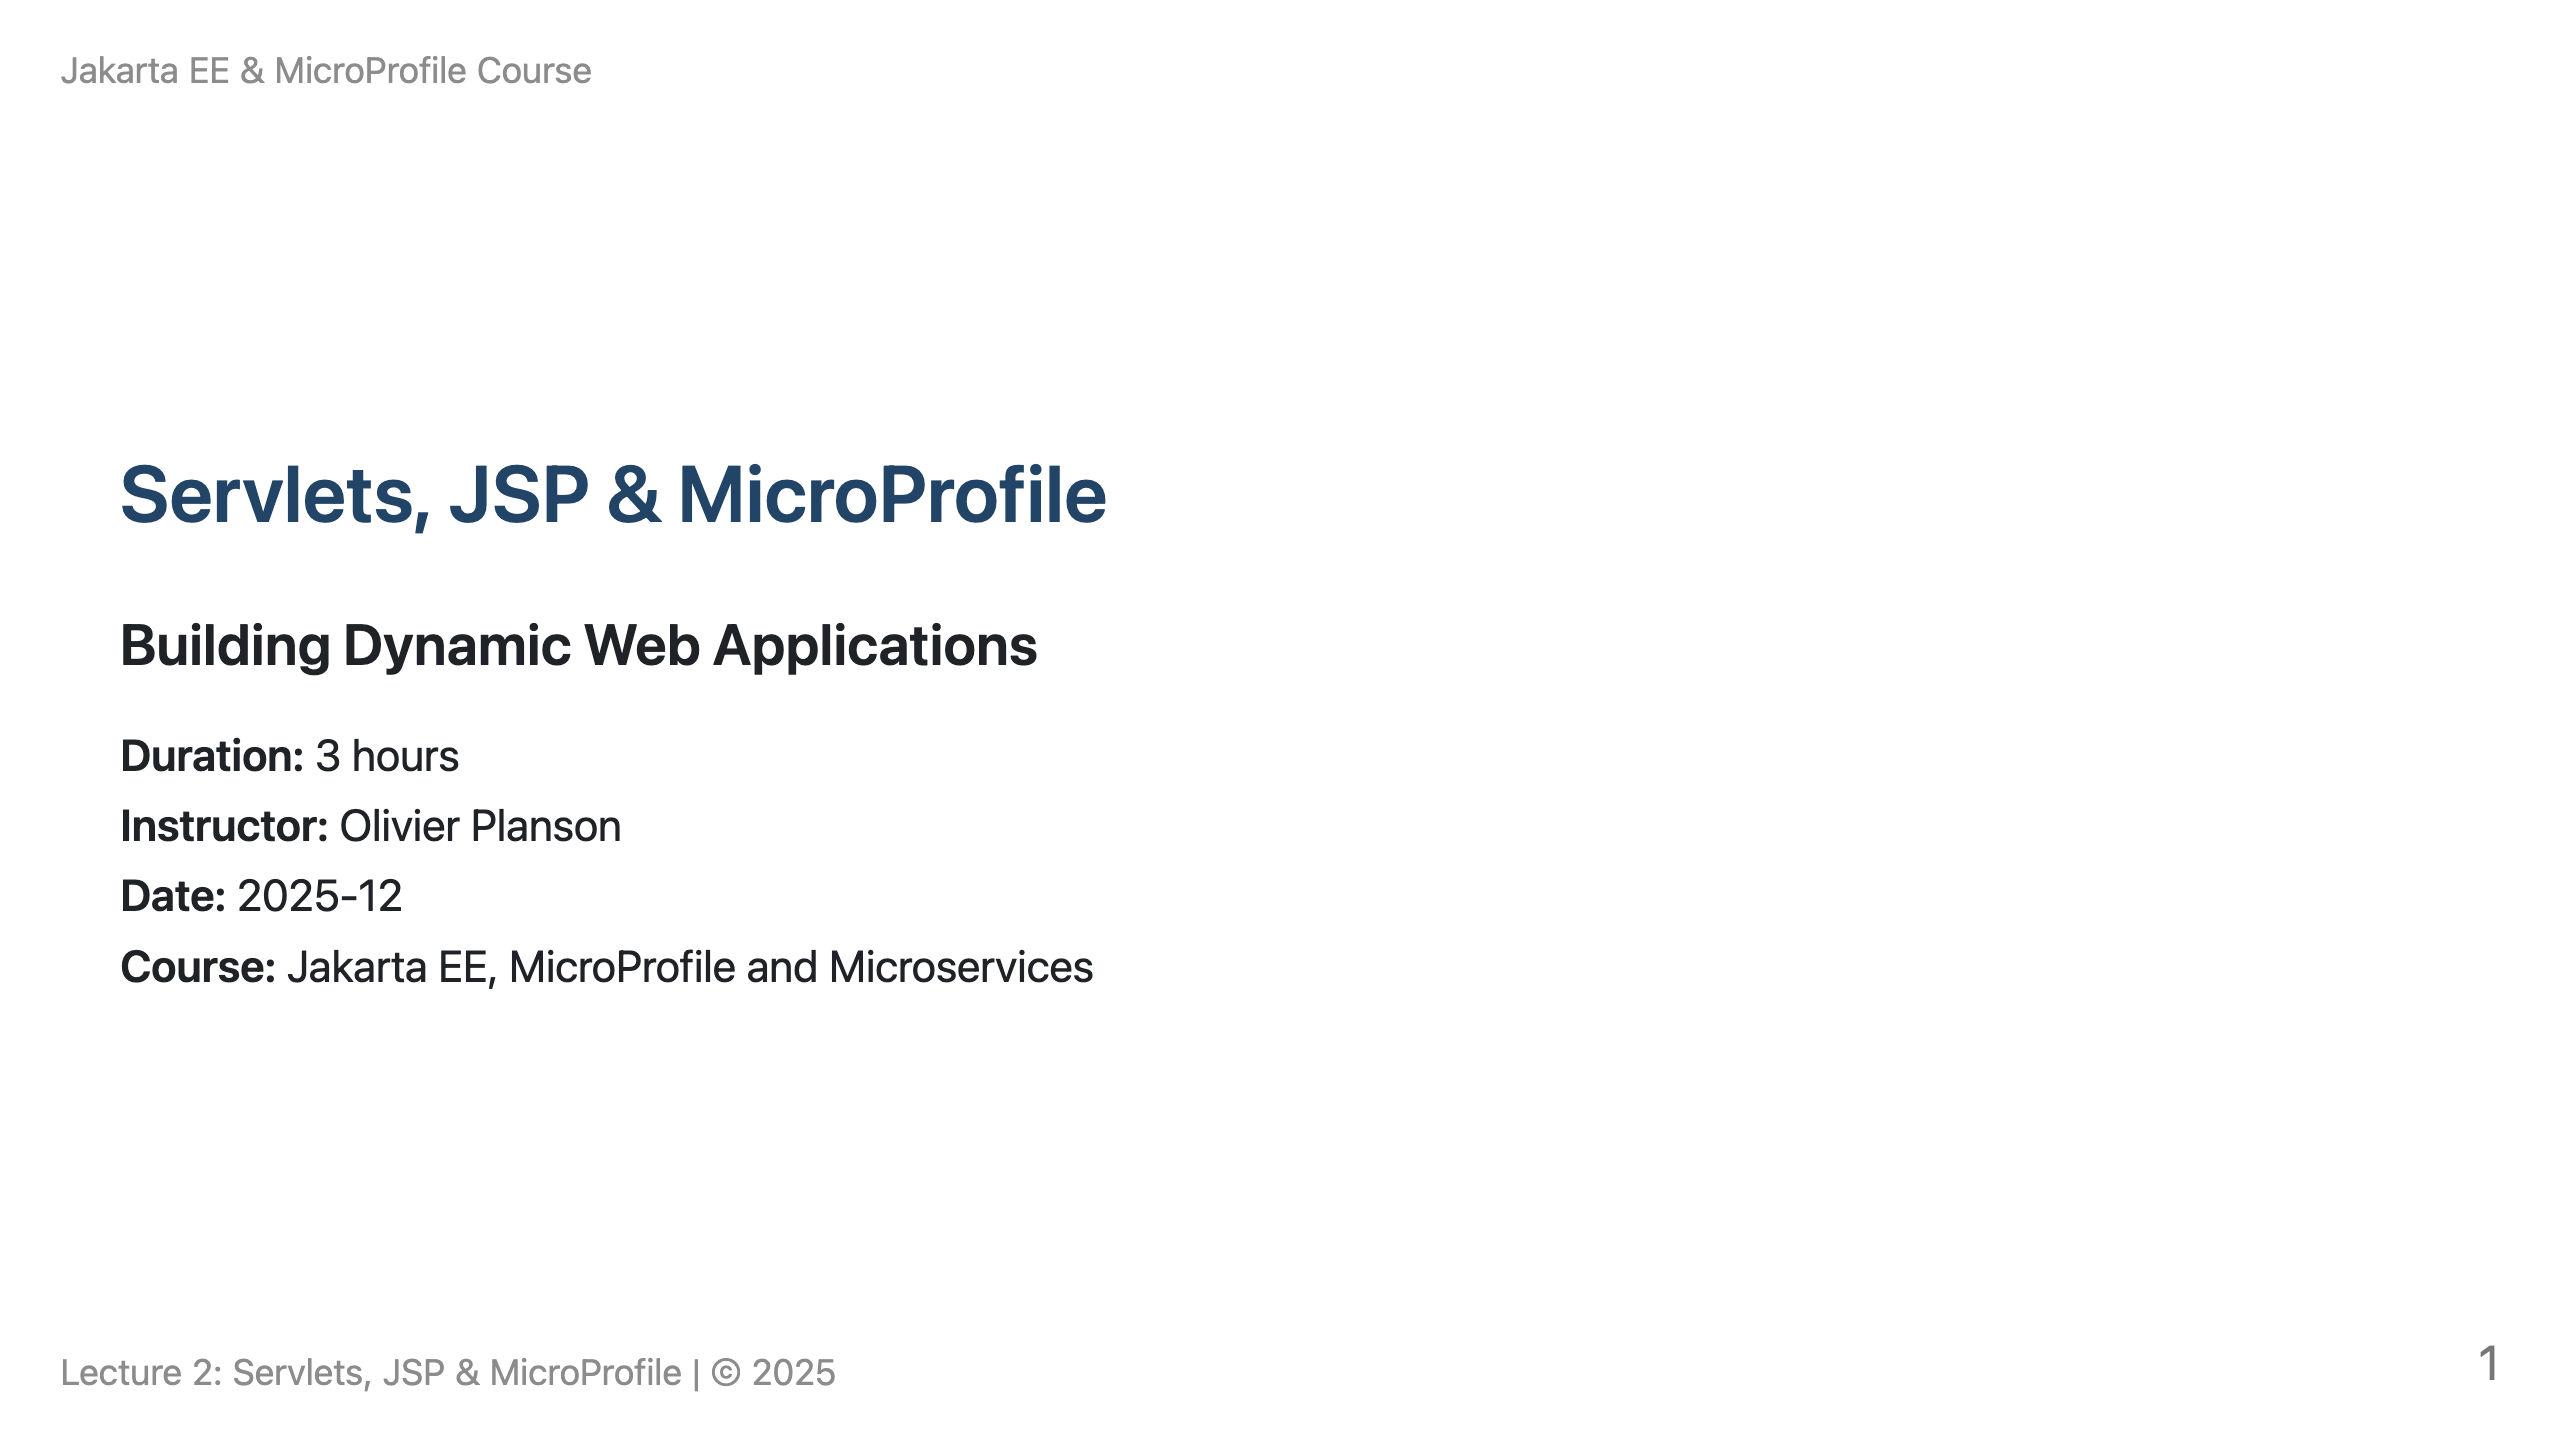 Jakarta EE & MicroProfile Course
Servlets, JSP & MicroProfile
Building Dynamic Web Applications
Duration: 3 hours
Instructor: Olivier Planson
Date: 2025-12
Course: Jakarta EE, MicroProfile and Microservices
Lecture 2: Servlets, JSP & MicroProfile | © 2025
1